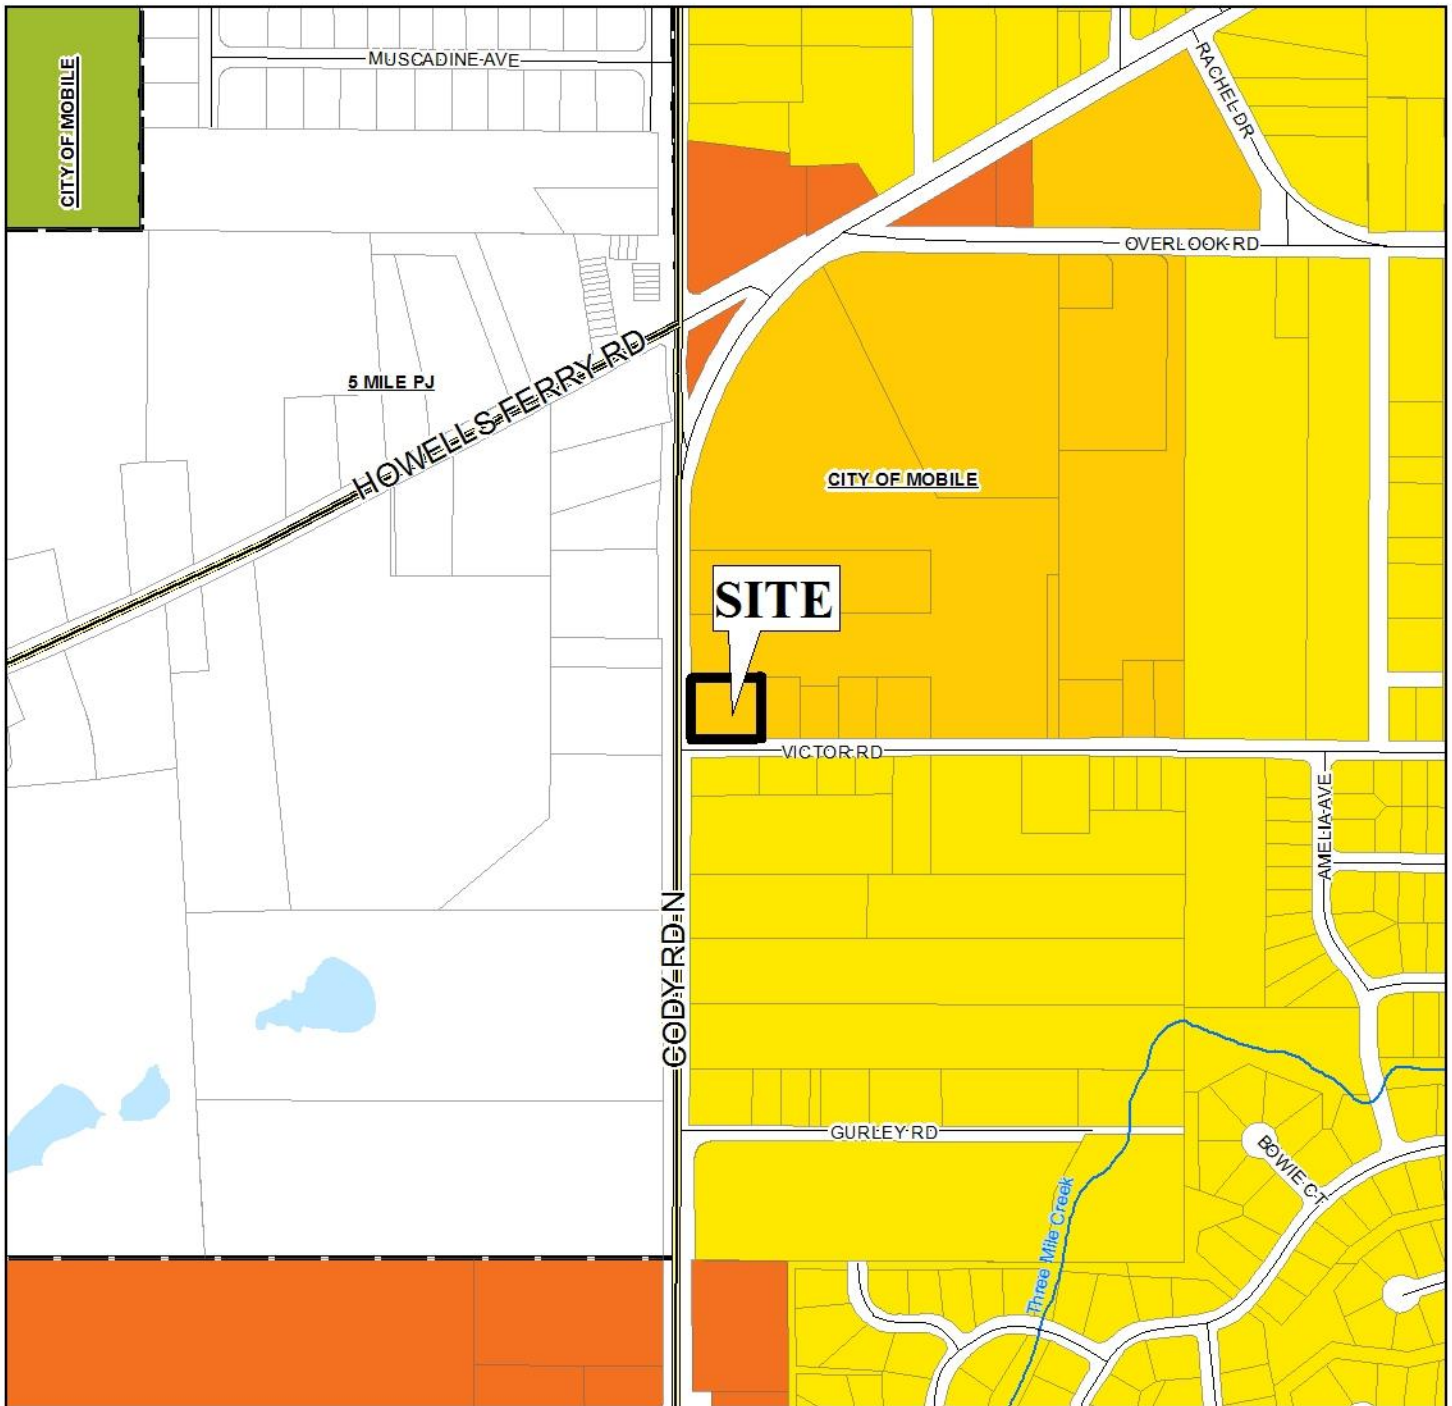 MUSCADINE AVE
CITY OF MOBILE
RACHEL DR
OVERLOOK RD
HOWELLS FERRY RD
5 MILE PJ
CITY OF MOBILE
SITE
VICTOR RD
AMELIA AVE
CODY RD N
GURLEY RD
BOWIE CT
Three Mile Creek